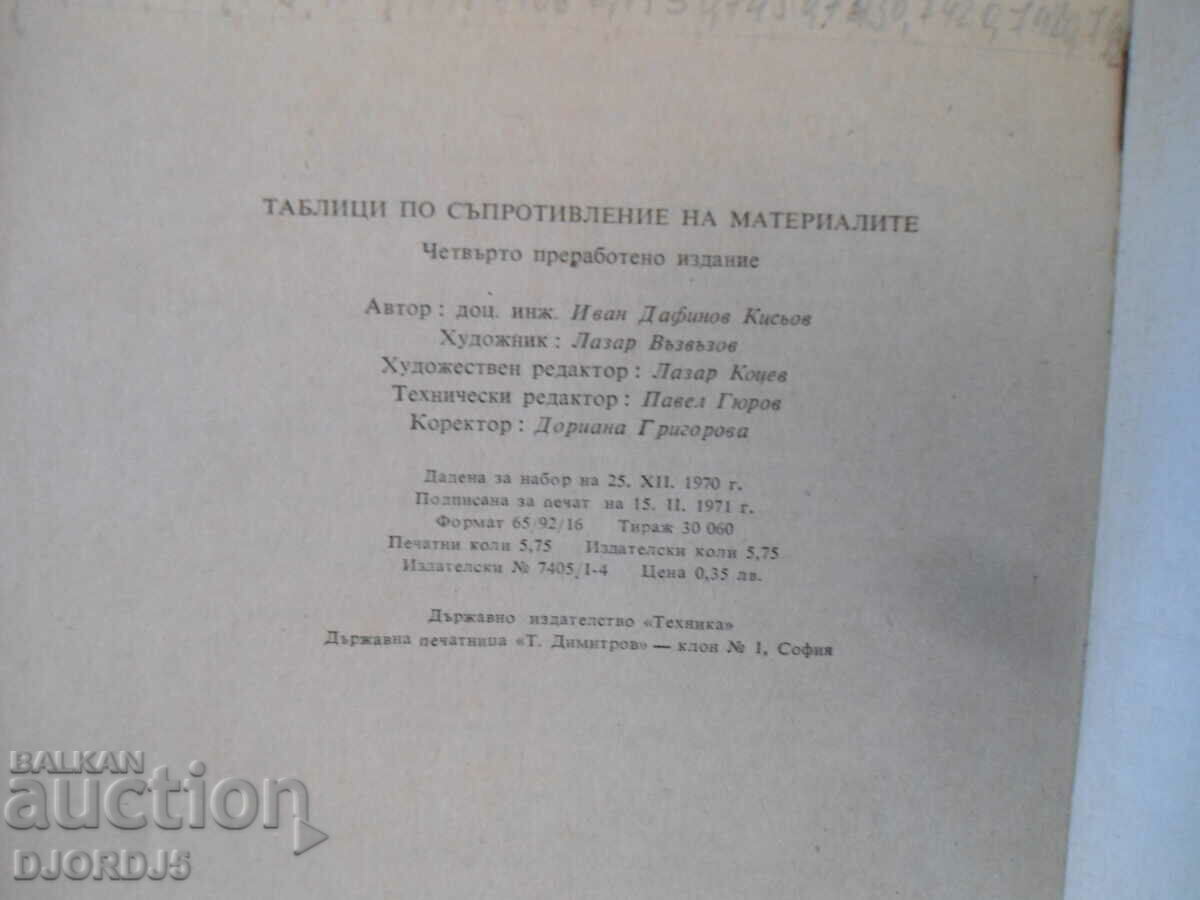 ТАБЛИЦИ ПО СЪПРОТИВЛЕНИЕ НА МАТЕРИАЛИТЕ
Четвърто преработено издание
Автор: доц. инж. Иван Дафинов Кисьов
Художник: Лазар Възвъзов
Художествен редактор: Лазар Коцев
Технически редактор: Павел Гюров
Коректор: Дориана Григорова
Дадена за набор на 25. XII. 1970 г.
Подписана за печат на 15. II. 1971 г.
Формат 65/92/16 Тираж 30 060
Печатни коли 5,75 Издателски коли 5,75
Издателски № 7405/I-4 Цена 0,35 лв.
Държавно издателство «Техника»
Държавна печатница «Т. Димитров» — клон № 1, София
BALKAN
auction
DJORDJ5